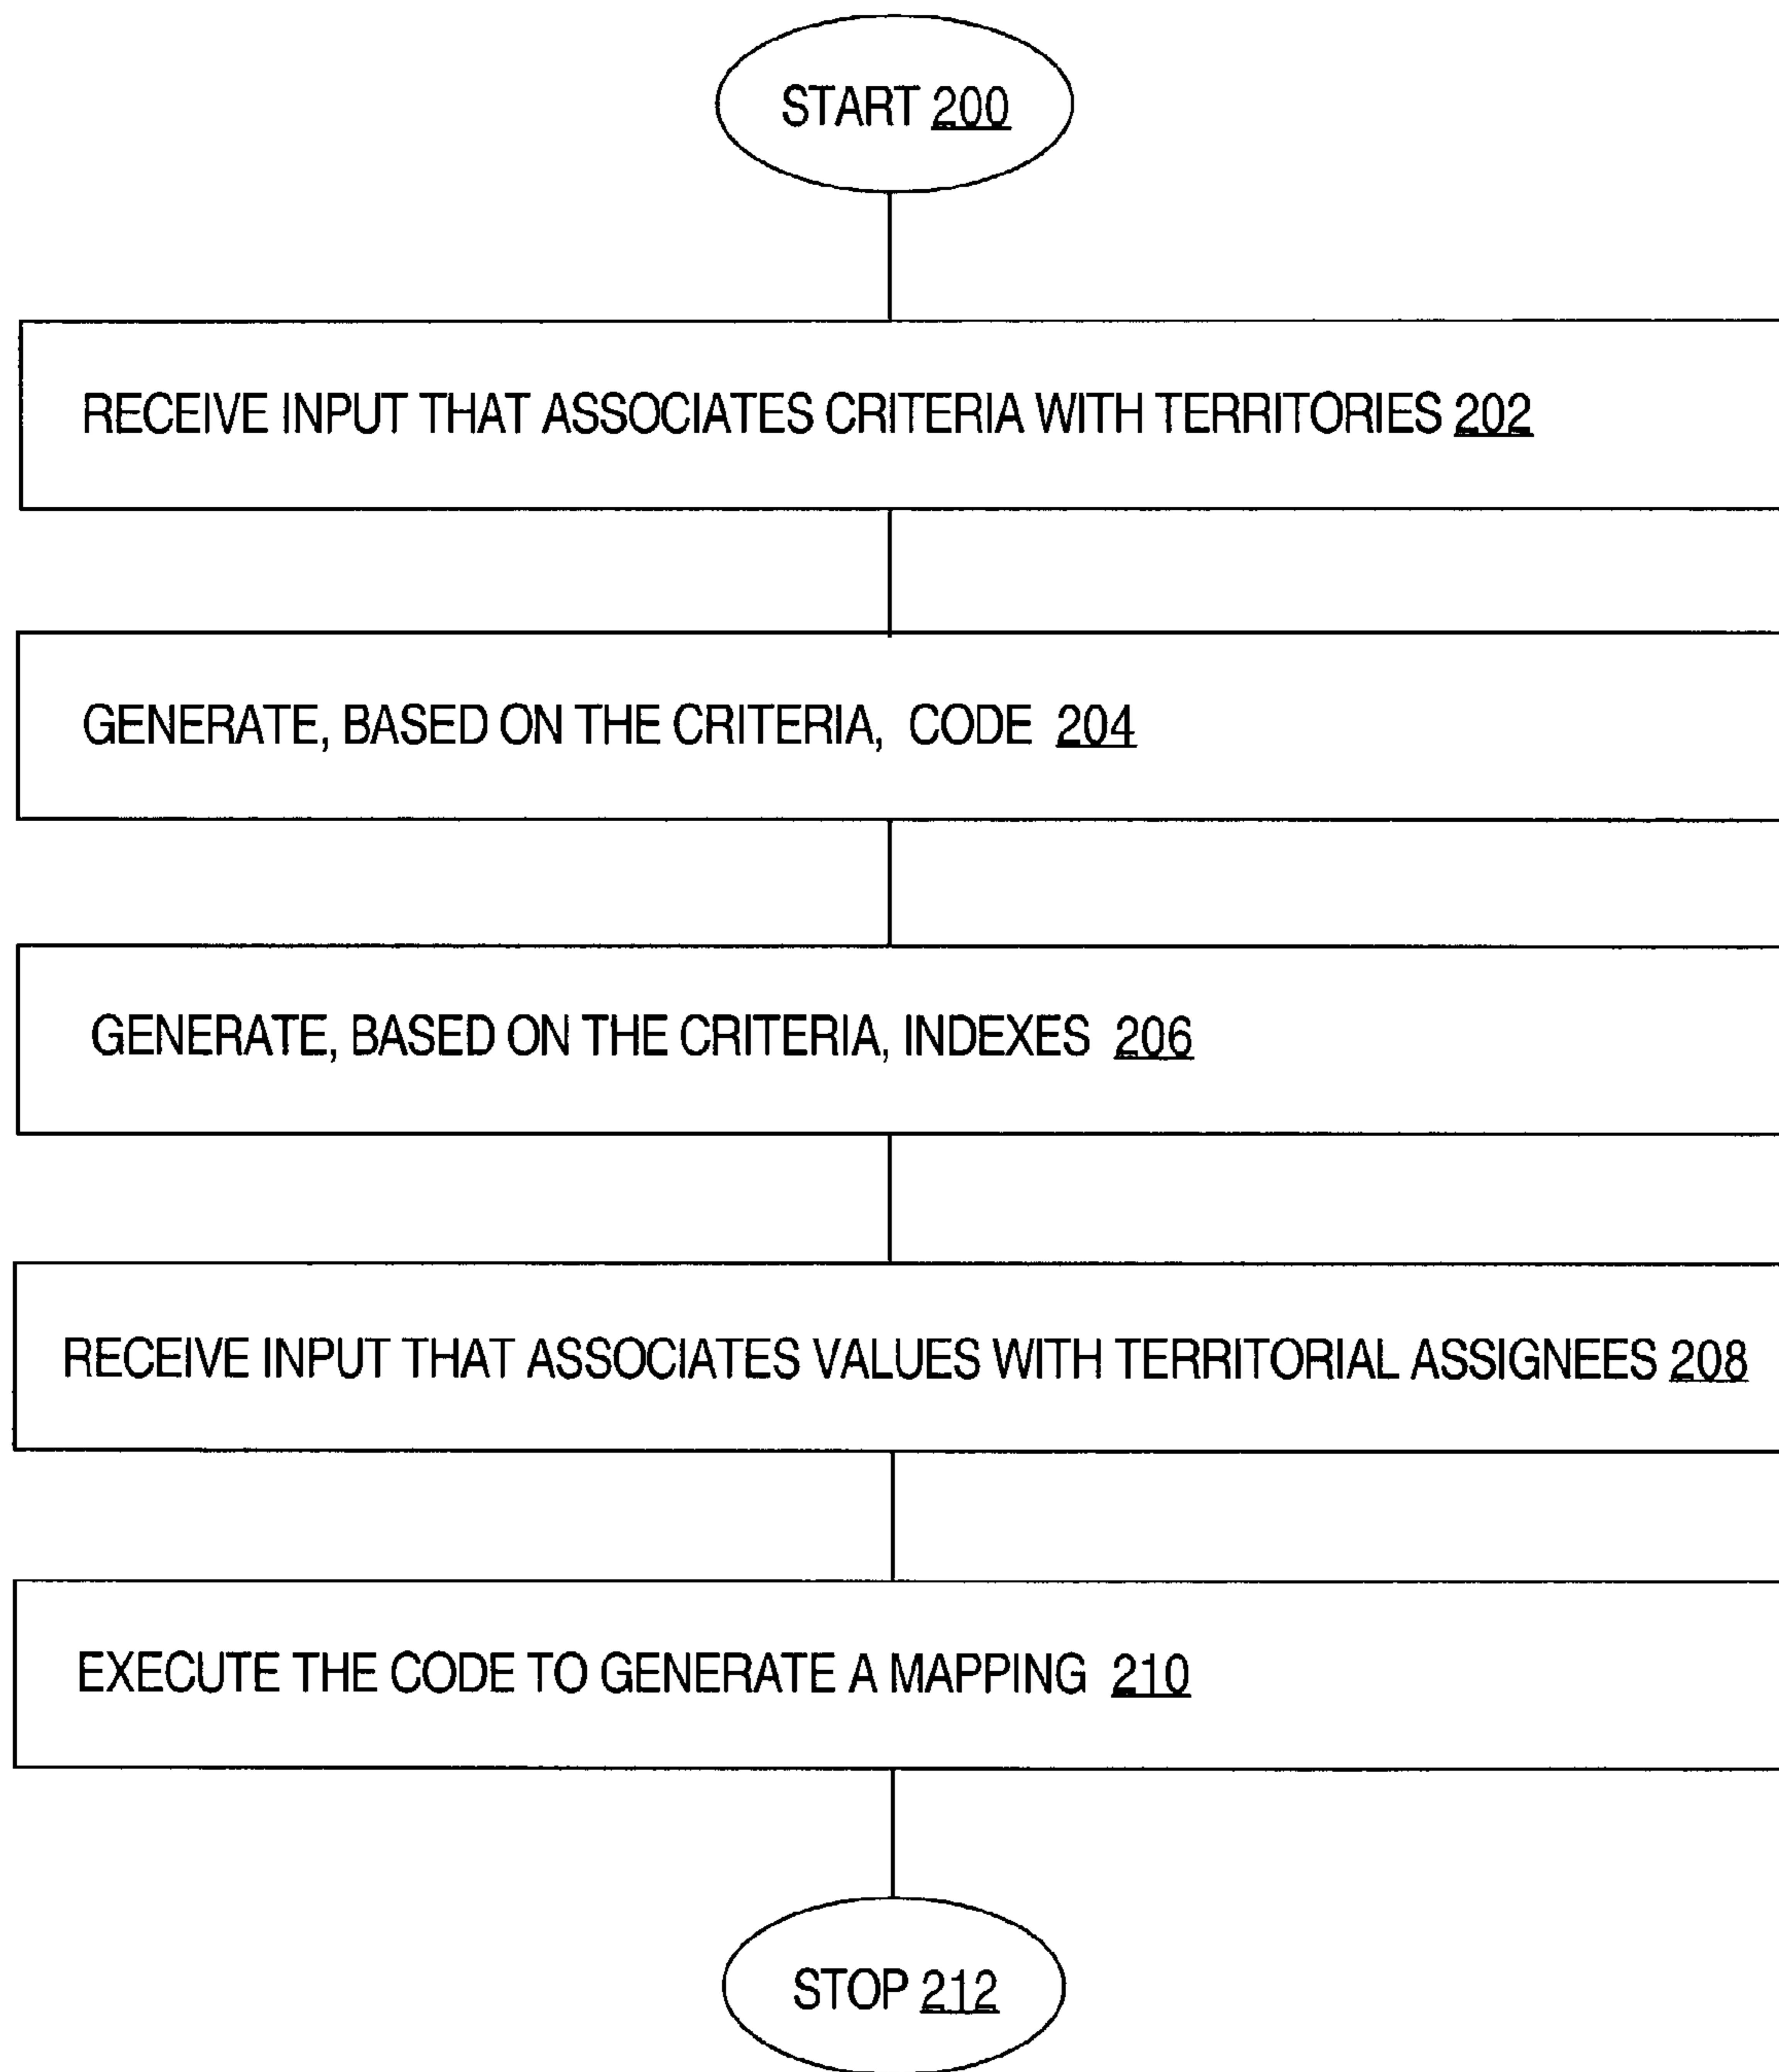 START 200
RECEIVE INPUT THAT ASSOCIATES CRITERIA WITH TERRITORIES 202
GENERATE, BASED ON THE CRITERIA, CODE 204
GENERATE, BASED ON THE CRITERIA, INDEXES 206
RECEIVE INPUT THAT ASSOCIATES VALUES WITH TERRITORIAL ASSIGNEES 208
EXECUTE THE CODE TO GENERATE A MAPPING 210
STOP 212